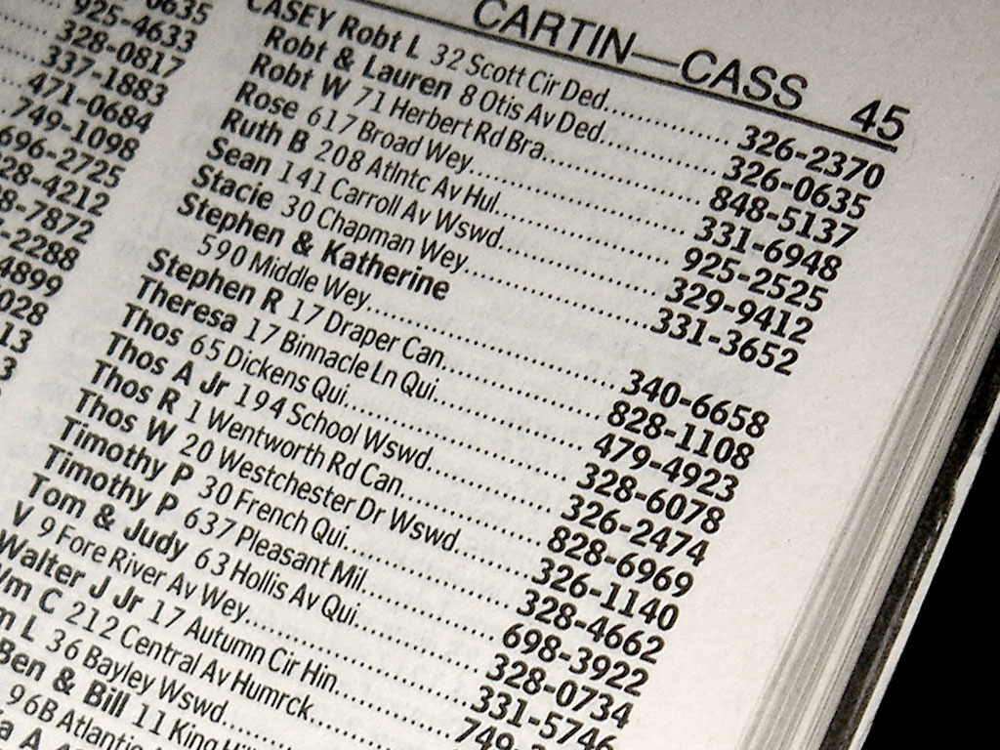 0635
925-4633
328-0817
337-1883
471-0684
749-1098
696-2725
28-4212
8-7872
-2288
4899
028
13
3
CARTIN—CASS 45
CASEY Robt L 32 Scott Cir Ded.............. 326-2370
Robt & Lauren 8 Otis Av Ded.............. 326-0635
Robt W 71 Herbert Rd Bra.............. 848-5137
Rose 617 Broad Wey.............. 331-6948
Ruth B 208 Atlntc Av Hul.............. 925-2525
Sean 141 Carroll Av Wswd.............. 329-9412
Stacie 30 Chapman Wey.............. 331-3652
Stephen & Katherine
590 Middle Wey.............. 340-6658
Stephen R 17 Draper Can.............. 828-1108
Theresa 17 Binnacle Ln Qui.............. 479-4923
Thos 65 Dickens Qui.............. 328-6078
Thos A Jr 194 School Wswd.............. 326-2474
Thos R 1 Wentworth Rd Can.............. 828-6969
Thos W 20 Westchester Dr Wswd.............. 326-1140
Timothy P 30 French Qui.............. 328-4662
Timothy P 637 Pleasant Mil.............. 698-3922
Tom & Judy 63 Hollis Av Qui.............. 328-0734
V 9 Fore River Av Wey.............. 331-5746
Walter J Jr 17 Autumn Cir Hin.............. 749-
m C 212 Central Av Humrck..............
m L 36 Bayley Wswd..............
Ben & Bill 11 King
96B Atlantic
a A